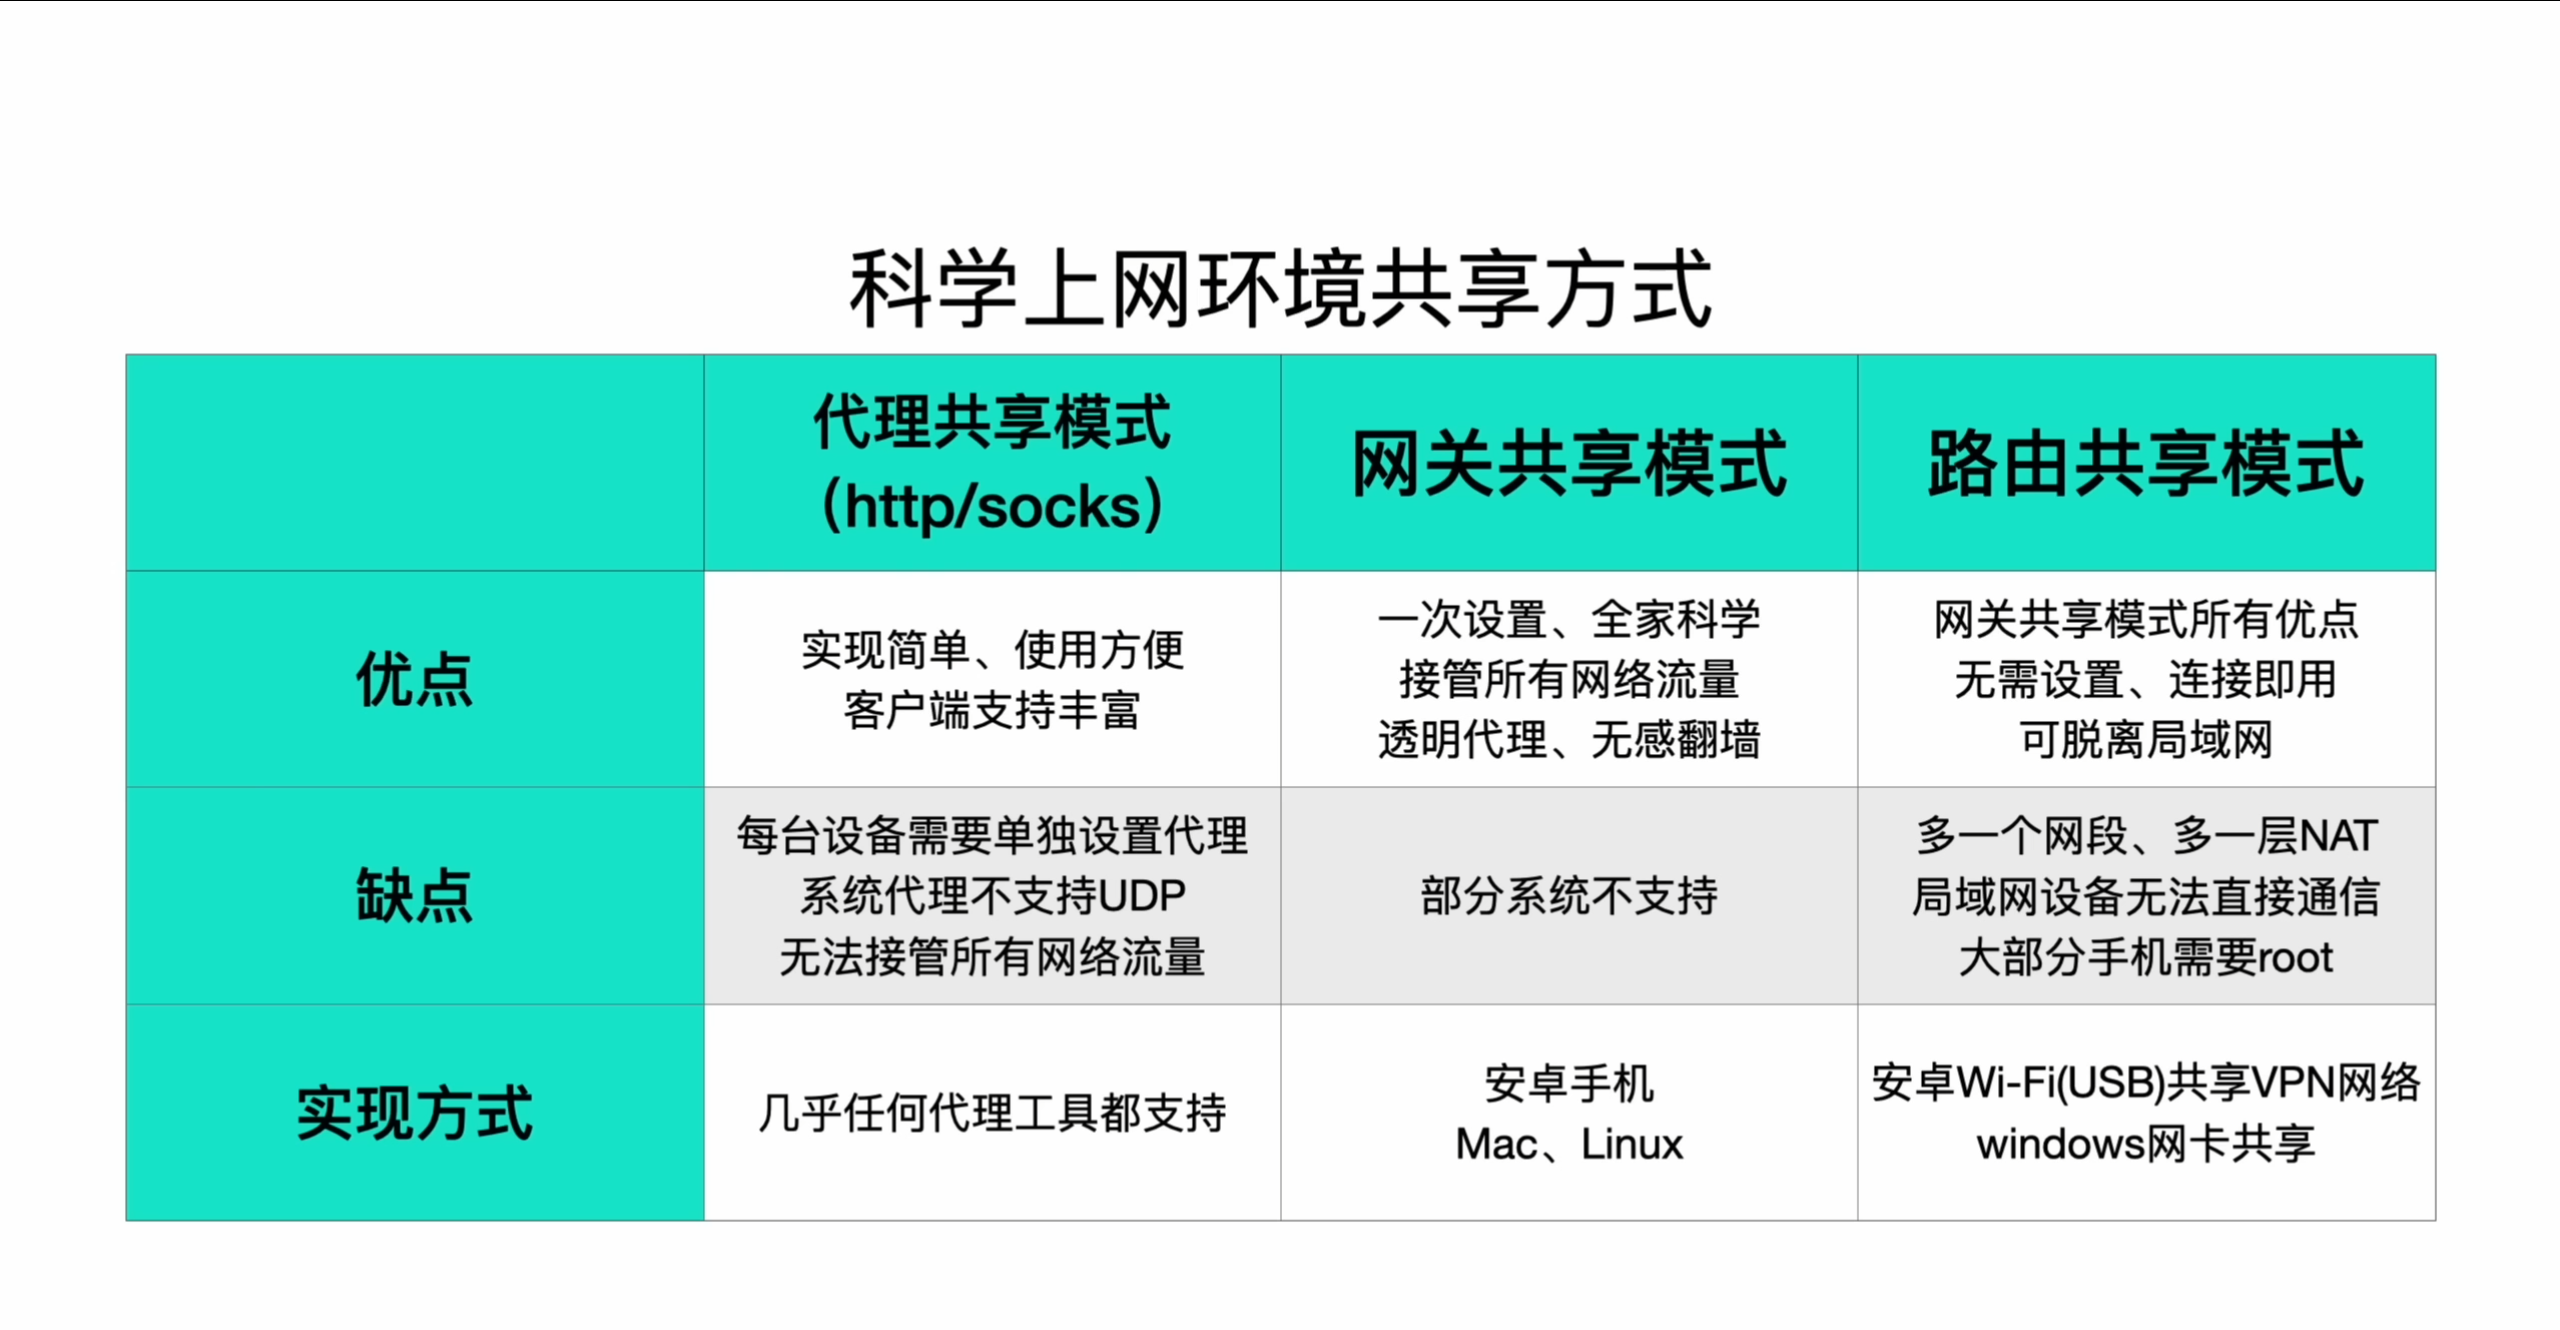 科学上网环境共享方式
代理共享模式
（http/socks）
网关共享模式
路由共享模式
优点
实现简单、使用方便
客户端支持丰富
一次设置、全家科学
接管所有网络流量
透明代理、无感翻墙
网关共享模式所有优点
无需设置、连接即用
可脱离局域网
缺点
每台设备需要单独设置代理
系统代理不支持UDP
无法接管所有网络流量
部分系统不支持
多一个网段、多一层NAT
局域网设备无法直接通信
大部分手机需要root
实现方式
几乎任何代理工具都支持
安卓手机
Mac、Linux
安卓Wi-Fi(USB)共享VPN网络
windows网卡共享